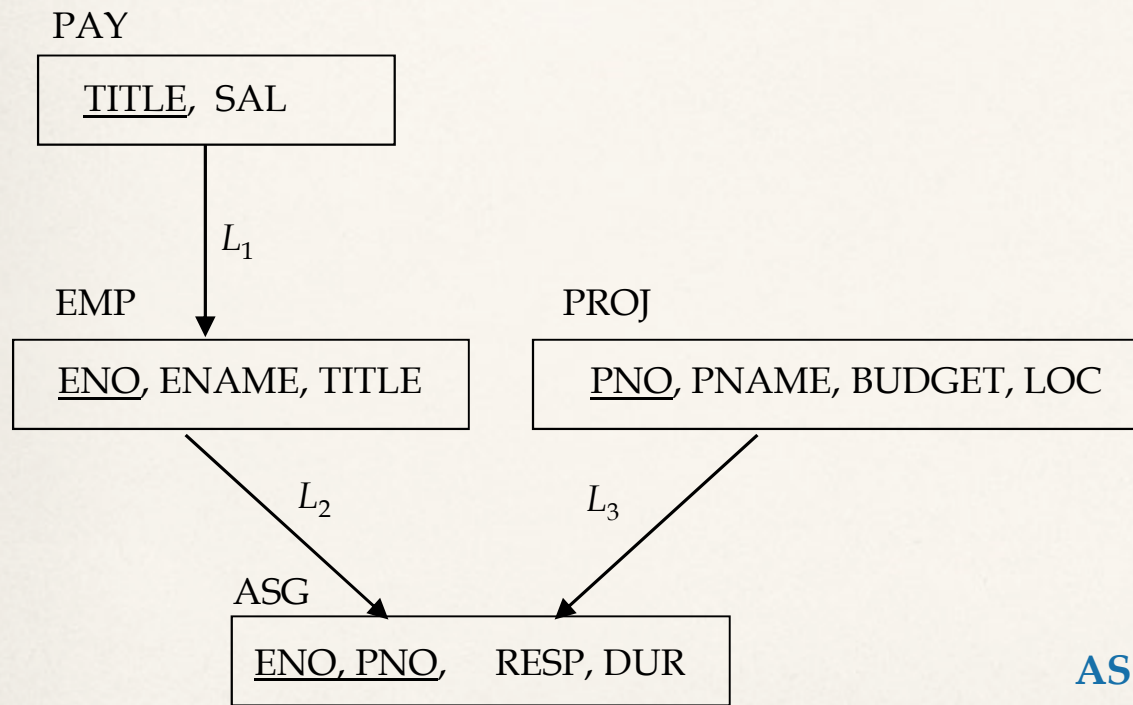 PAY
TITLE, SAL
L1
EMP
PROJ
ENO, ENAME, TITLE
PNO, PNAME, BUDGET, LOC
L2
L3
ASG
ENO, PNO, RESP, DUR
AS